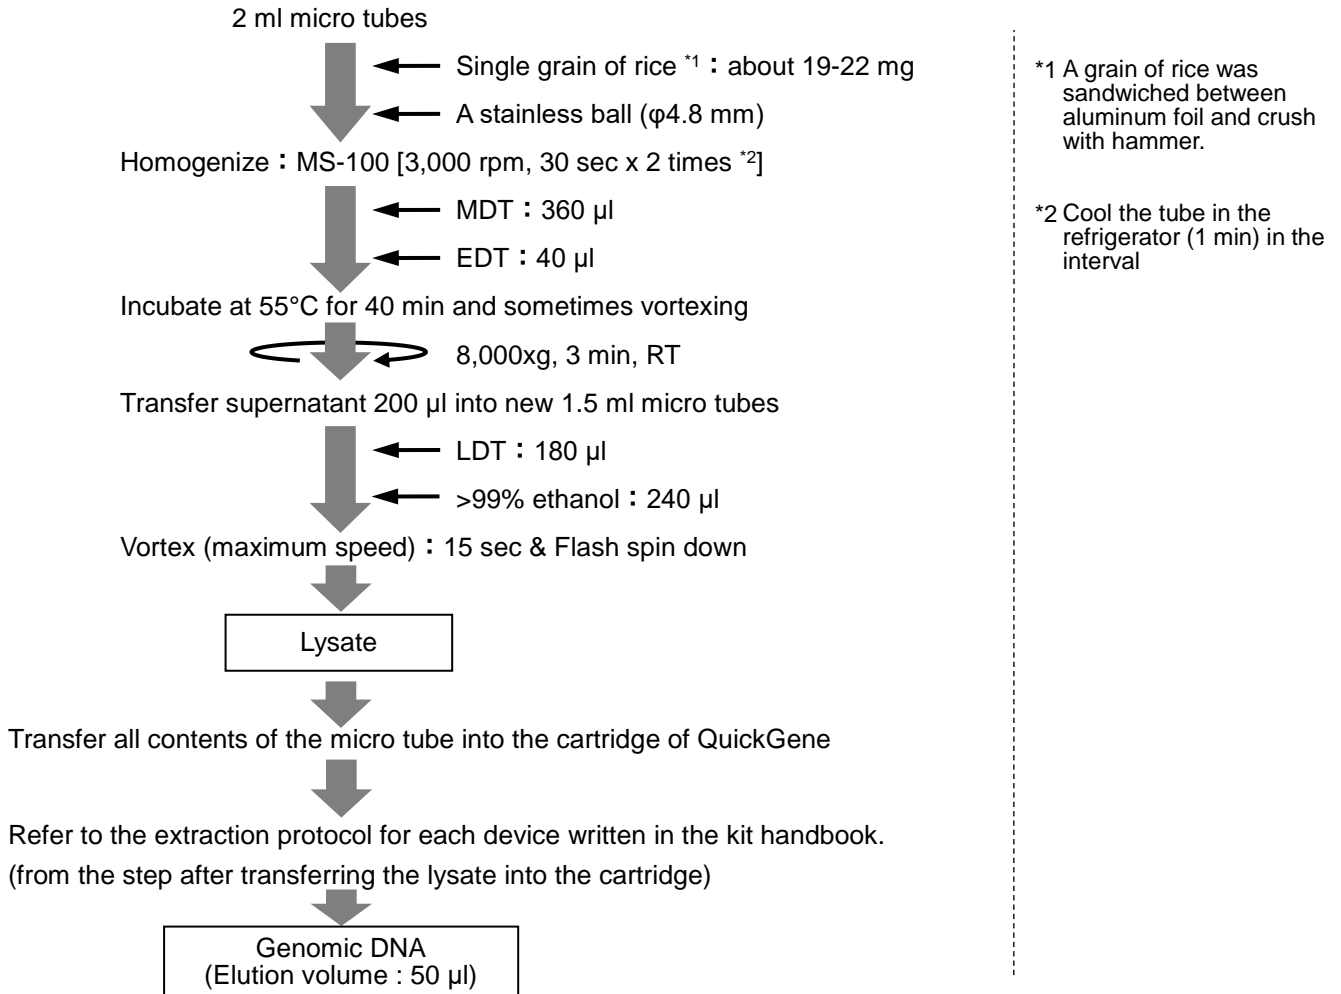 2 ml micro tubes
Single grain of rice *1：about 19-22 mg
A stainless ball (φ4.8 mm)
Homogenize：MS-100 [3,000 rpm, 30 sec x 2 times *2]
MDT：360 μl
EDT：40 μl
Incubate at 55°C for 40 min and sometimes vortexing
8,000xg, 3 min, RT
Transfer supernatant 200 μl into new 1.5 ml micro tubes
LDT：180 μl
>99% ethanol：240 μl
Vortex (maximum speed)：15 sec & Flash spin down
Lysate
Transfer all contents of the micro tube into the cartridge of QuickGene
Refer to the extraction protocol for each device written in the kit handbook.
(from the step after transferring the lysate into the cartridge)
Genomic DNA
(Elution volume : 50 μl)
*1 A grain of rice was
sandwiched between
aluminum foil and crush
with hammer.
*2 Cool the tube in the
refrigerator (1 min) in the
interval